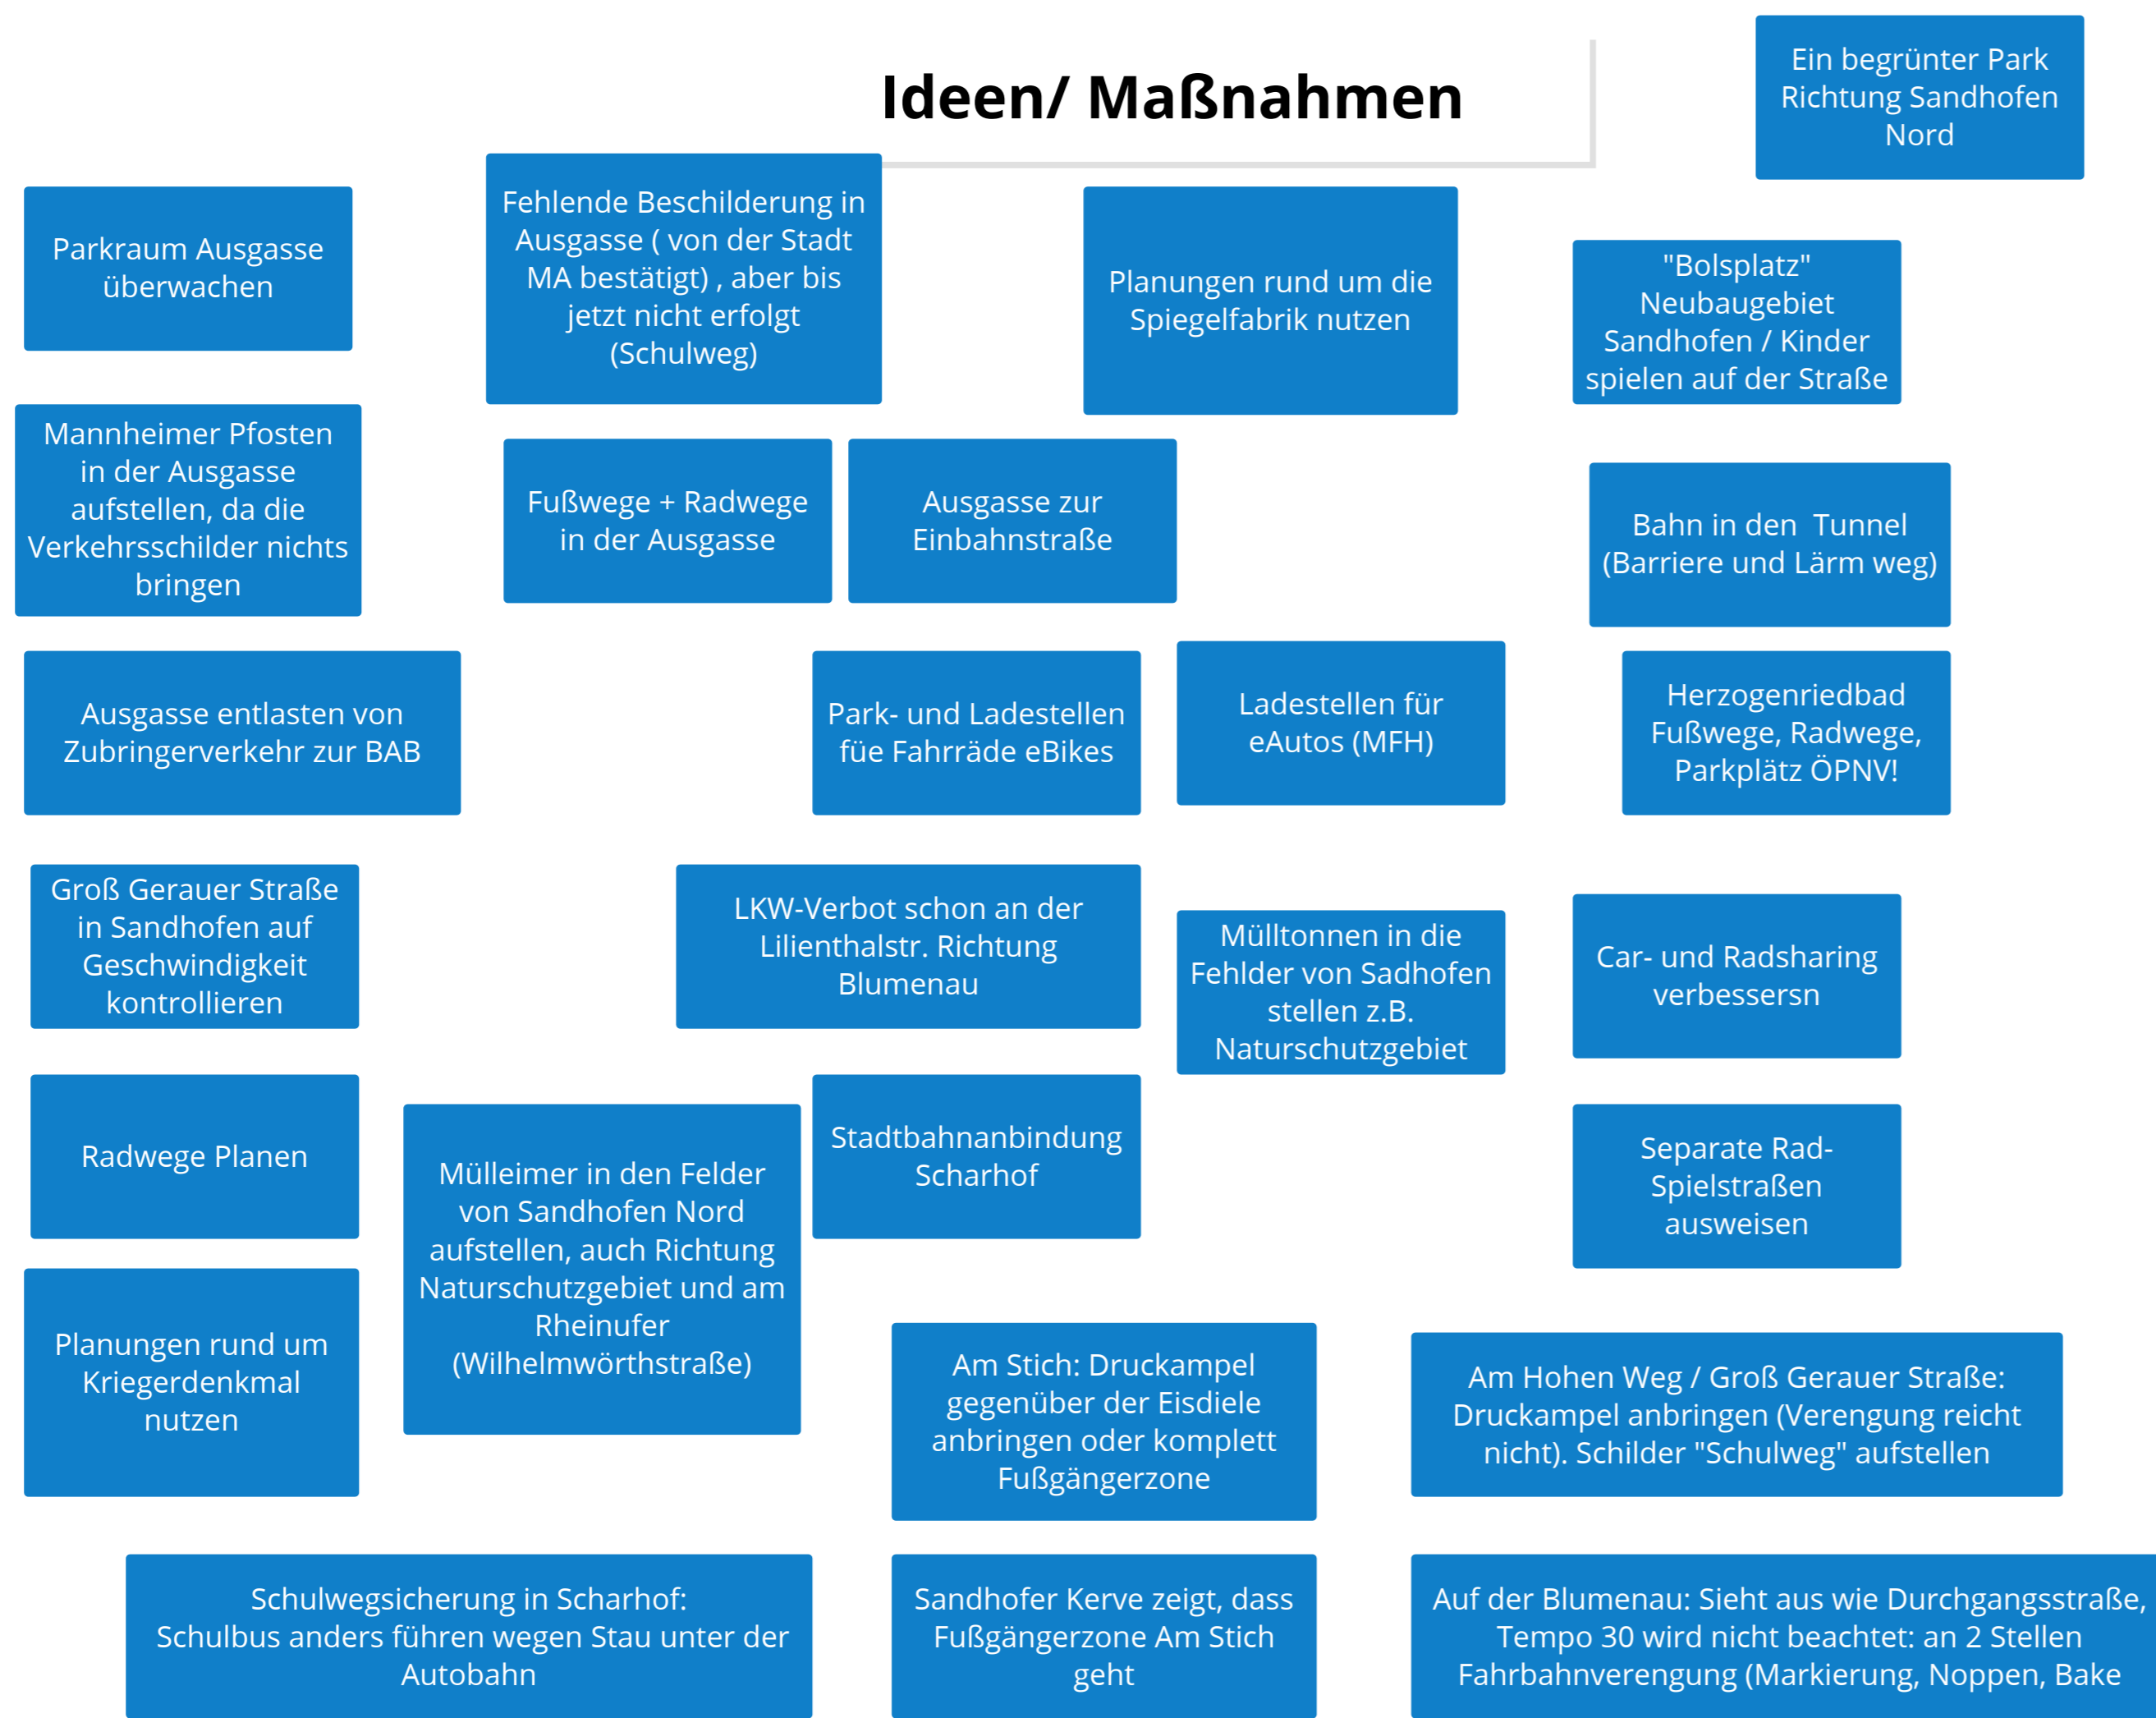 Ideen/ Maßnahmen
Ein begrünter Park
Richtung Sandhofen
Nord
Parkraum Ausgasse
überwachen
Fehlende Beschilderung in
Ausgasse ( von der Stadt
MA bestätigt) , aber bis
jetzt nicht erfolgt
(Schulweg)
Planungen rund um die
Spiegelfabrik nutzen
"Bolsplatz"
Neubaugebiet
Sandhofen / Kinder
spielen auf der Straße
Mannheimer Pfosten
in der Ausgasse
aufstellen, da die
Verkehrsschilder nichts
bringen
Fußwege + Radwege
in der Ausgasse
Ausgasse zur
Einbahnstraße
Bahn in den  Tunnel
(Barriere und Lärm weg)
Ausgasse entlasten von
Zubringerverkehr zur BAB
Park- und Ladestellen
füe Fahrräde eBikes
Ladestellen für
eAutos (MFH)
Herzogenriedbad
Fußwege, Radwege,
Parkplätz ÖPNV!
Groß Gerauer Straße
in Sandhofen auf
Geschwindigkeit
kontrollieren
LKW-Verbot schon an der
Lilienthalstr. Richtung
Blumenau
Mülltonnen in die
Fehlder von Sadhofen
stellen z.B.
Naturschutzgebiet
Car- und Radsharing
verbessersn
Radwege Planen
Mülleimer in den Felder
von Sandhofen Nord
aufstellen, auch Richtung
Naturschutzgebiet und am
Rheinufer
(Wilhelmwörthstraße)
Stadtbahnanbindung
Scharhof
Separate Rad-
Spielstraßen
ausweisen
Planungen rund um
Kriegerdenkmal
nutzen
Am Stich: Druckampel
gegenüber der Eisdiele
anbringen oder komplett
Fußgängerzone
Am Hohen Weg / Groß Gerauer Straße:
Druckampel anbringen (Verengung reicht
nicht). Schilder "Schulweg" aufstellen
Schulwegsicherung in Scharhof:
Schulbus anders führen wegen Stau unter der
Autobahn
Sandhofer Kerve zeigt, dass
Fußgängerzone Am Stich
geht
Auf der Blumenau: Sieht aus wie Durchgangsstraße,
Tempo 30 wird nicht beachtet: an 2 Stellen
Fahrbahnverengung (Markierung, Noppen, Bake